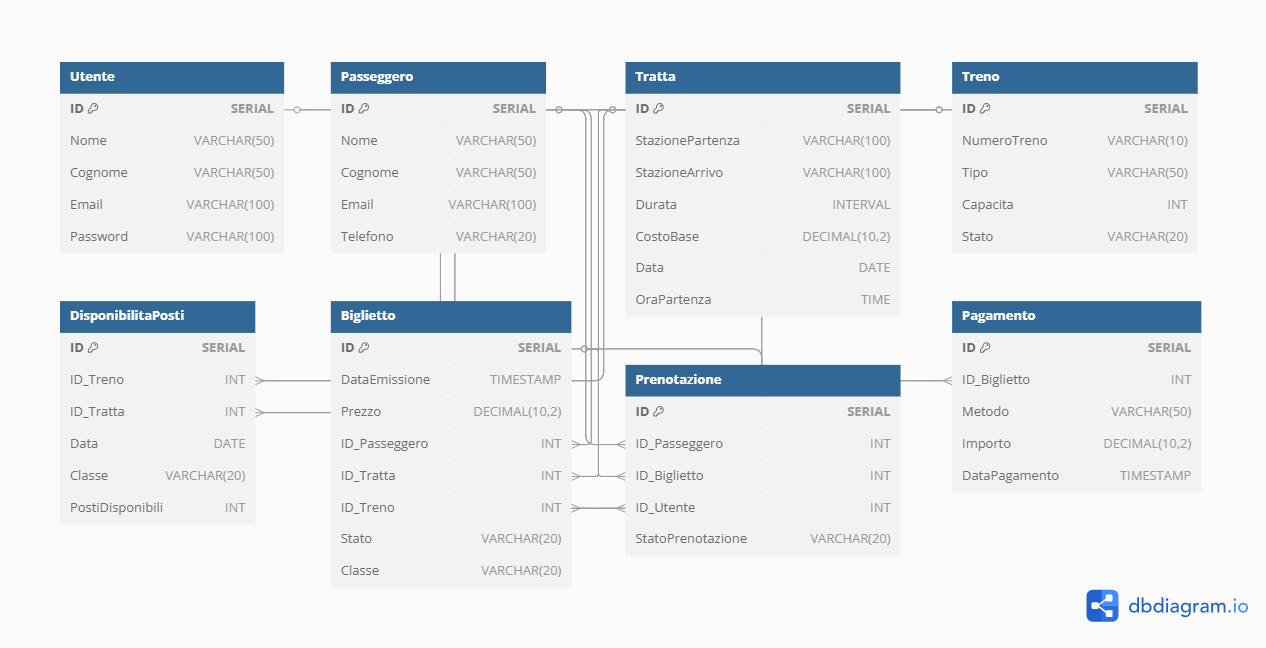 Utente
ID SERIAL
Nome VARCHAR(50)
Cognome VARCHAR(50)
Email VARCHAR(100)
Password VARCHAR(100)
Passeggero
ID SERIAL
Nome VARCHAR(50)
Cognome VARCHAR(50)
Email VARCHAR(100)
Telefono VARCHAR(20)
Tratta
ID SERIAL
StazionePartenza VARCHAR(100)
StazioneArrivo VARCHAR(100)
Durata INTERVAL
CostoBase DECIMAL(10,2)
Data DATE
OraPartenza TIME
Treno
ID SERIAL
NumeroTreno VARCHAR(10)
Tipo VARCHAR(50)
Capacita INT
Stato VARCHAR(20)
DisponibilitaPosti
ID SERIAL
ID_Treno INT
ID_Tratta INT
Data DATE
Classe VARCHAR(20)
PostiDisponibili INT
Biglietto
ID SERIAL
DataEmissione TIMESTAMP
Prezzo DECIMAL(10,2)
ID_Passeggero INT
ID_Tratta INT
ID_Treno INT
Stato VARCHAR(20)
Classe VARCHAR(20)
Prenotazione
ID SERIAL
ID_Passeggero INT
ID_Biglietto INT
ID_Utente INT
StatoPrenotazione VARCHAR(20)
Pagamento
ID SERIAL
ID_Biglietto INT
Metodo VARCHAR(50)
Importo DECIMAL(10,2)
DataPagamento TIMESTAMP
dbdiagram.io